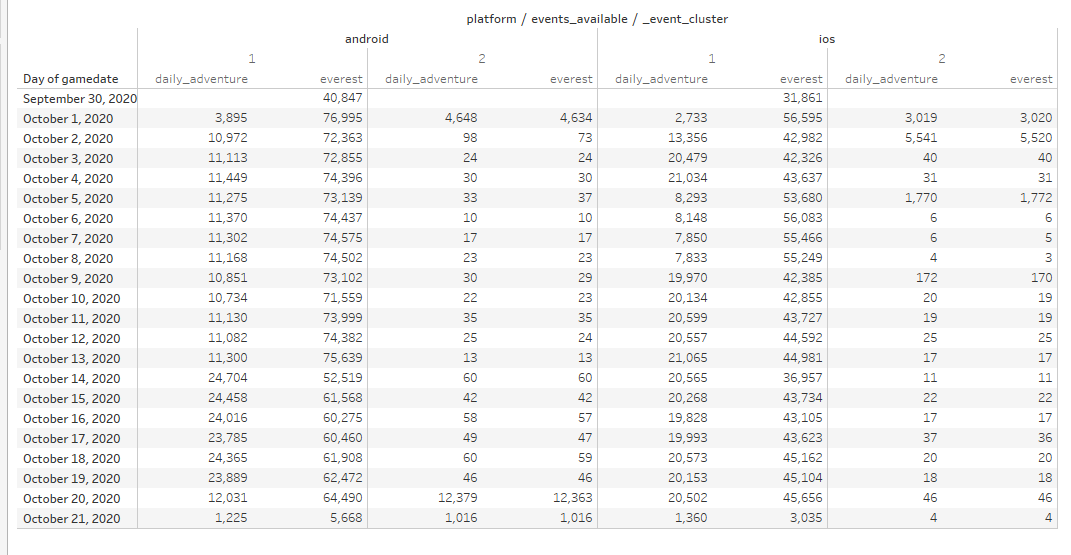 platform / events_available / _event_cluster
android ios
1 2 1 2
Day of gamedate daily_adventure everest daily_adventure everest daily_adventure everest daily_adventure everest
September 30, 2020 40,847 31,861
October 1, 2020 3,895 76,995 4,648 4,634 2,733 56,595 3,019 3,020
October 2, 2020 10,972 72,363 98 73 13,356 42,982 5,541 5,520
October 3, 2020 11,113 72,855 24 24 20,479 42,326 40 40
October 4, 2020 11,449 74,396 30 30 21,034 43,637 31 31
October 5, 2020 11,275 73,139 33 37 8,293 53,680 1,770 1,772
October 6, 2020 11,370 74,437 10 10 8,148 56,083 6 6
October 7, 2020 11,302 74,575 17 17 7,850 55,466 6 5
October 8, 2020 11,168 74,502 23 23 7,833 55,249 4 3
October 9, 2020 10,851 73,102 30 29 19,970 42,385 172 170
October 10, 2020 10,734 71,559 22 23 20,134 42,855 20 19
October 11, 2020 11,130 73,999 35 35 20,599 43,727 19 19
October 12, 2020 11,082 74,382 25 24 20,557 44,592 25 25
October 13, 2020 11,300 75,639 13 13 21,065 44,981 17 17
October 14, 2020 24,704 52,519 60 60 20,565 36,957 11 11
October 15, 2020 24,458 61,568 42 42 20,268 43,734 22 22
October 16, 2020 24,016 60,275 58 57 19,828 43,105 17 17
October 17, 2020 23,785 60,460 49 47 19,993 43,623 37 36
October 18, 2020 24,365 61,908 60 59 20,573 45,162 20 20
October 19, 2020 23,889 62,472 46 46 20,153 45,104 18 18
October 20, 2020 12,031 64,490 12,379 12,363 20,502 45,656 46 46
October 21, 2020 1,225 5,668 1,016 1,016 1,360 3,035 4 4